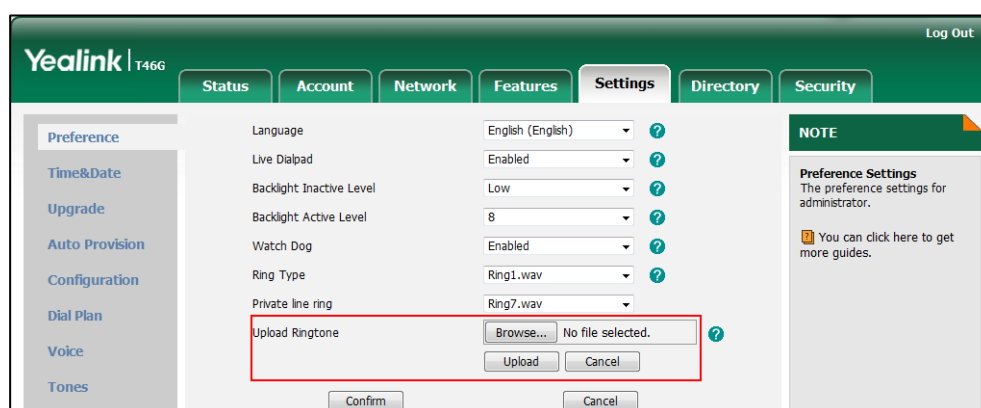 Log Out
Yealink | T46G
Status Account Network Features Settings Directory Security
Preference
Time&Date
Upgrade
Auto Provision
Configuration
Dial Plan
Voice
Tones
Language English (English) ?
Live Dialpad Enabled ?
Backlight Inactive Level Low ?
Backlight Active Level 8 ?
Watch Dog Enabled ?
Ring Type Ring1.wav ?
Private line ring Ring7.wav
Upload Ringtone Browse... No file selected. ?
Upload Cancel
Confirm Cancel
NOTE
Preference Settings
The preference settings for
administrator.
? You can click here to get
more guides.